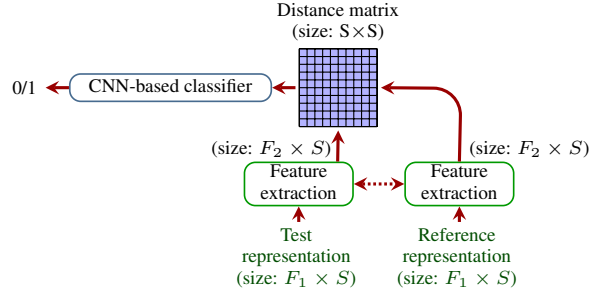 Distance matrix
(size: S×S)
0/1
CNN-based classifier
(size: F₂ × S)
(size: F₂ × S)
Feature
extraction
Feature
extraction
Test
representation
(size: F₁ × S)
Reference
representation
(size: F₁ × S)